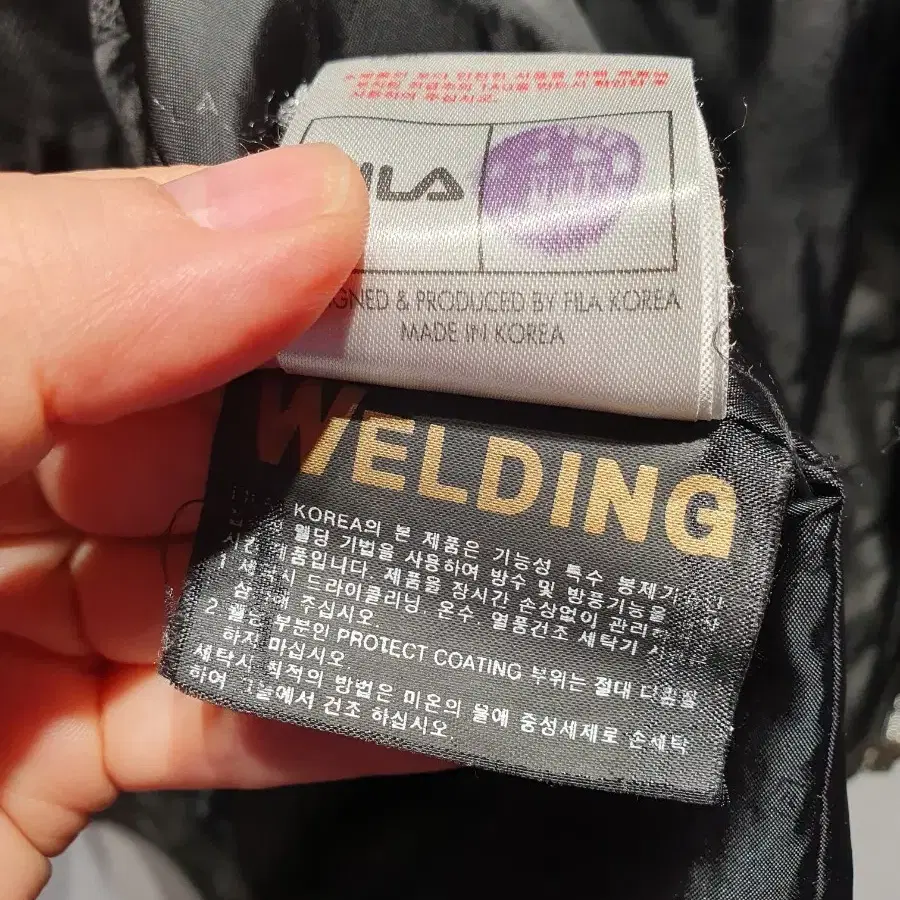 ILA
GNED & PRODUCED BY FILA KOREA
MADE IN KOREA
WELDING
KOREA의 본 제품은 기능성 특수 봉제기
웰딩 기법을 사용하여 방수 및 방풍기능을
제품입니다. 제품을 장시간 손상없이 관리
1 세탁시 드라이클리닝 온수. 열풍건조 세탁기
주십시오.
2 부분인 PROTECT COATING 부위는 절대
하지 마십시오
세탁시 최적의 방법은 미온의 물에 중성세제로 손세탁
하여 그늘에서 건조 하십시오.